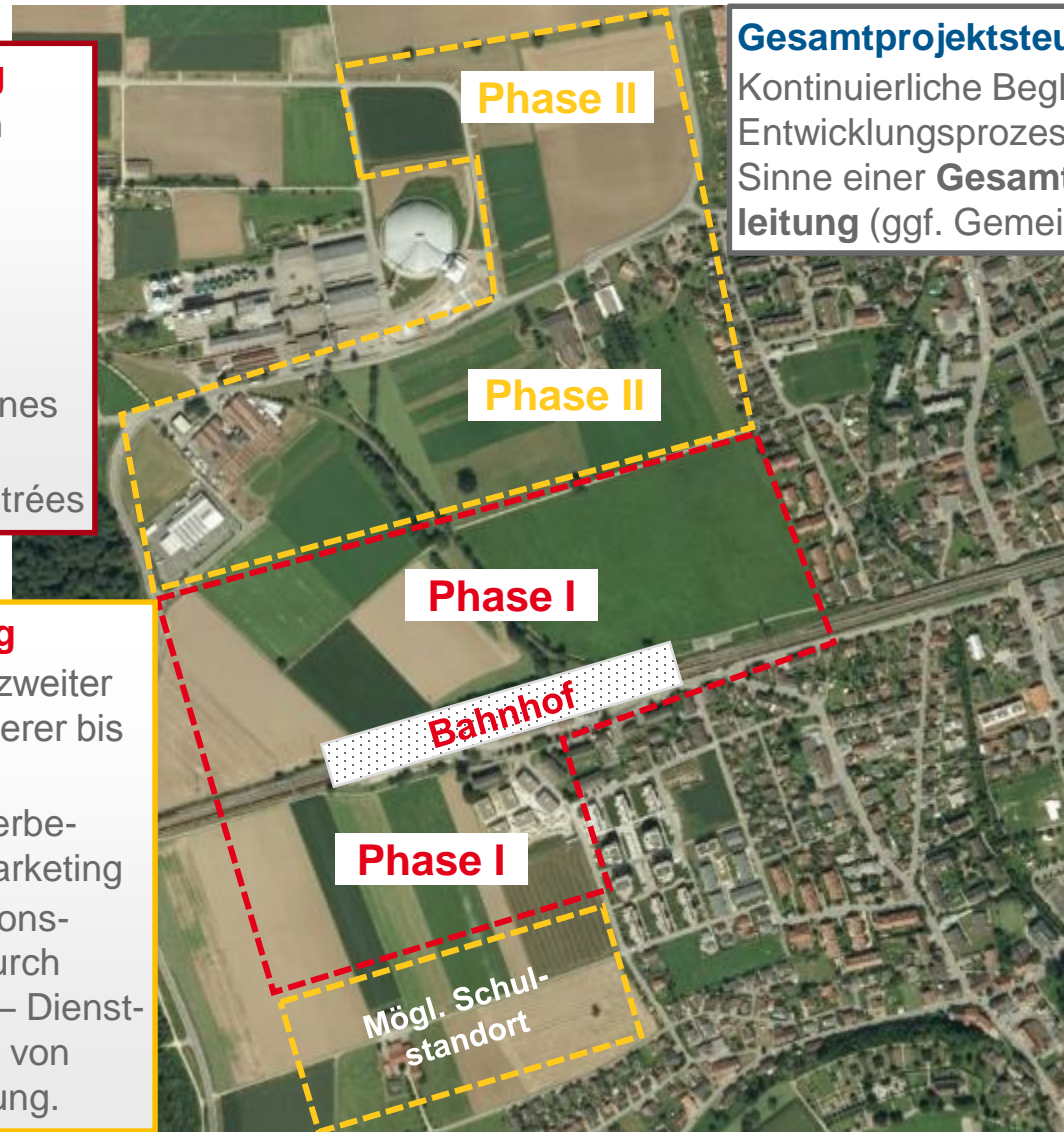 Gesamtprojektsteu
Kontinuierliche Begl
Entwicklungsprozes
Sinne einer Gesamt
leitung (ggf. Gemei
g
n
nes
trées
g
zweiter
erer bis
erbe-
arketing
ons-
urch
– Dienst-
von
ung.
Phase II
Phase II
Phase I
Bahnhof
Phase I
Mögl. Schul-
standort